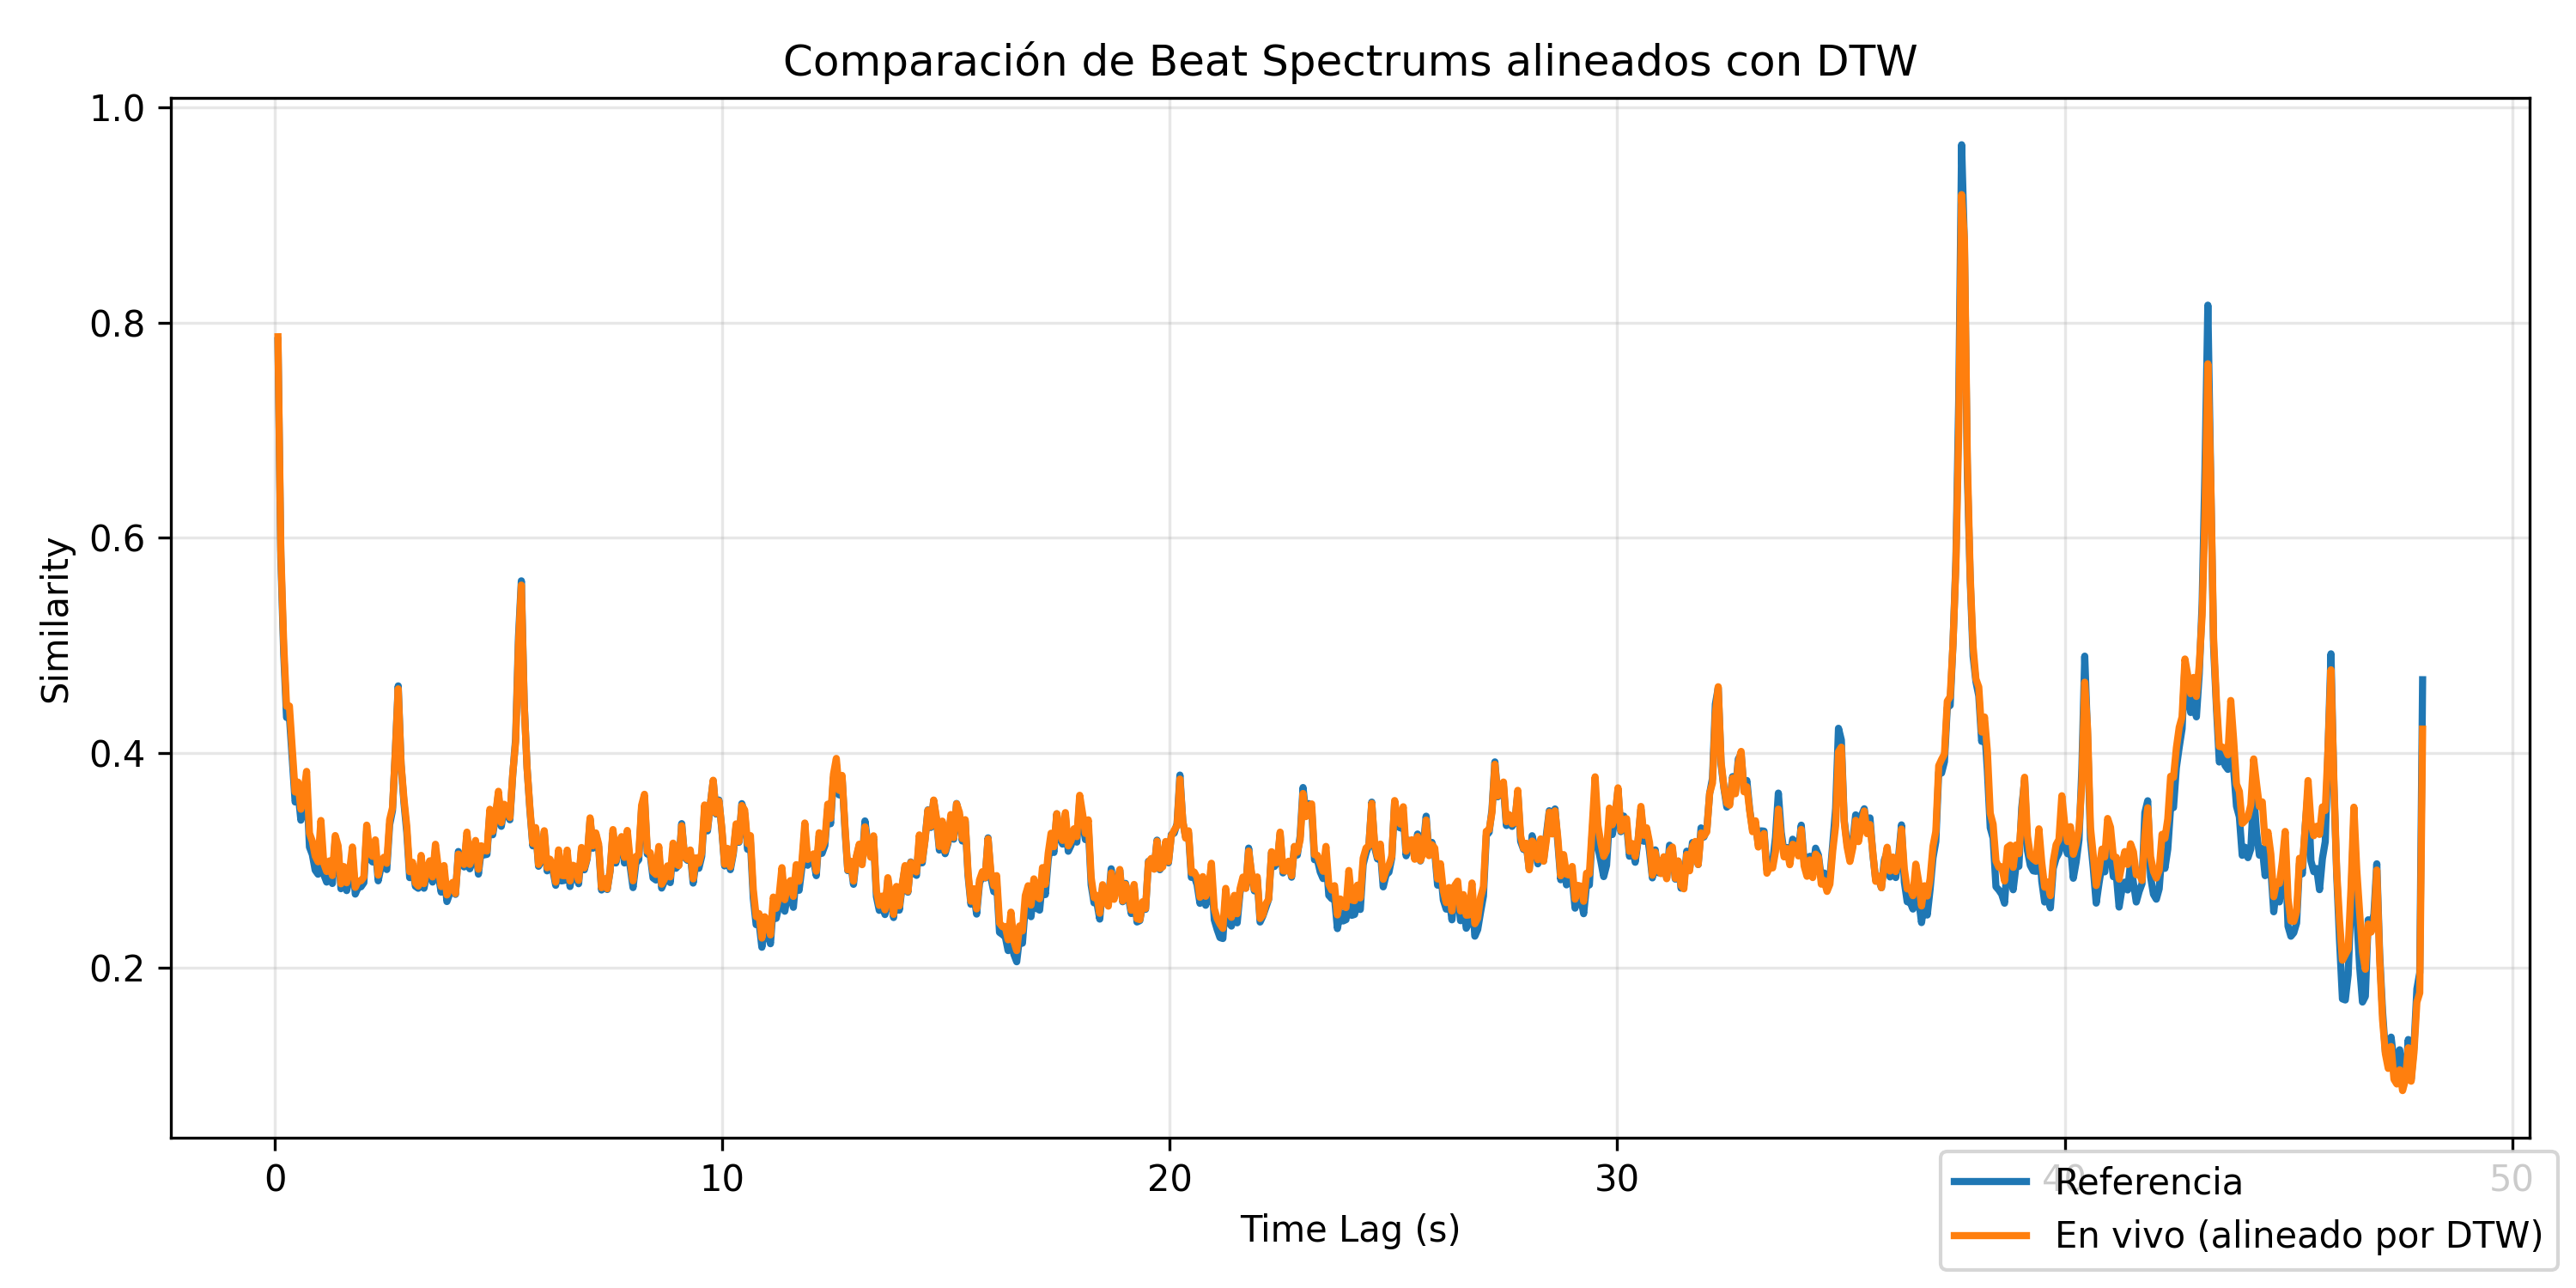 Comparación de Beat Spectrums alineados con DTW
1.0
0.8
0.6
0.4
0.2
Similarity
0 10 20 30 40 50
Time Lag (s)
Referencia
En vivo (alineado por DTW)